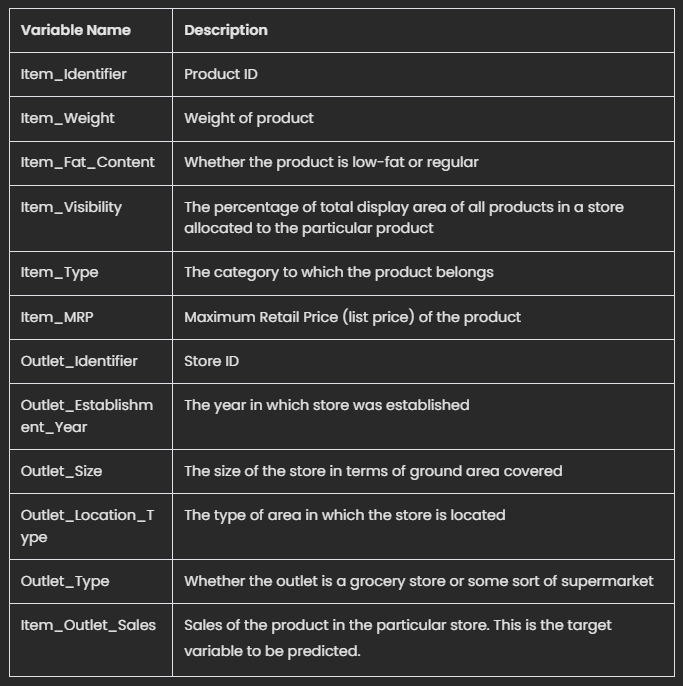 Variable Name Description
Item_Identifier Product ID
Item_Weight Weight of product
Item_Fat_Content Whether the product is low-fat or regular
Item_Visibility The percentage of total display area of all products in a store
allocated to the particular product
Item_Type The category to which the product belongs
Item_MRP Maximum Retail Price (list price) of the product
Outlet_Identifier Store ID
Outlet_Establishm The year in which store was established
ent_Year
Outlet_Size The size of the store in terms of ground area covered
Outlet_Location_T The type of area in which the store is located
ype
Outlet_Type Whether the outlet is a grocery store or some sort of supermarket
Item_Outlet_Sales Sales of the product in the particular store. This is the target
variable to be predicted.